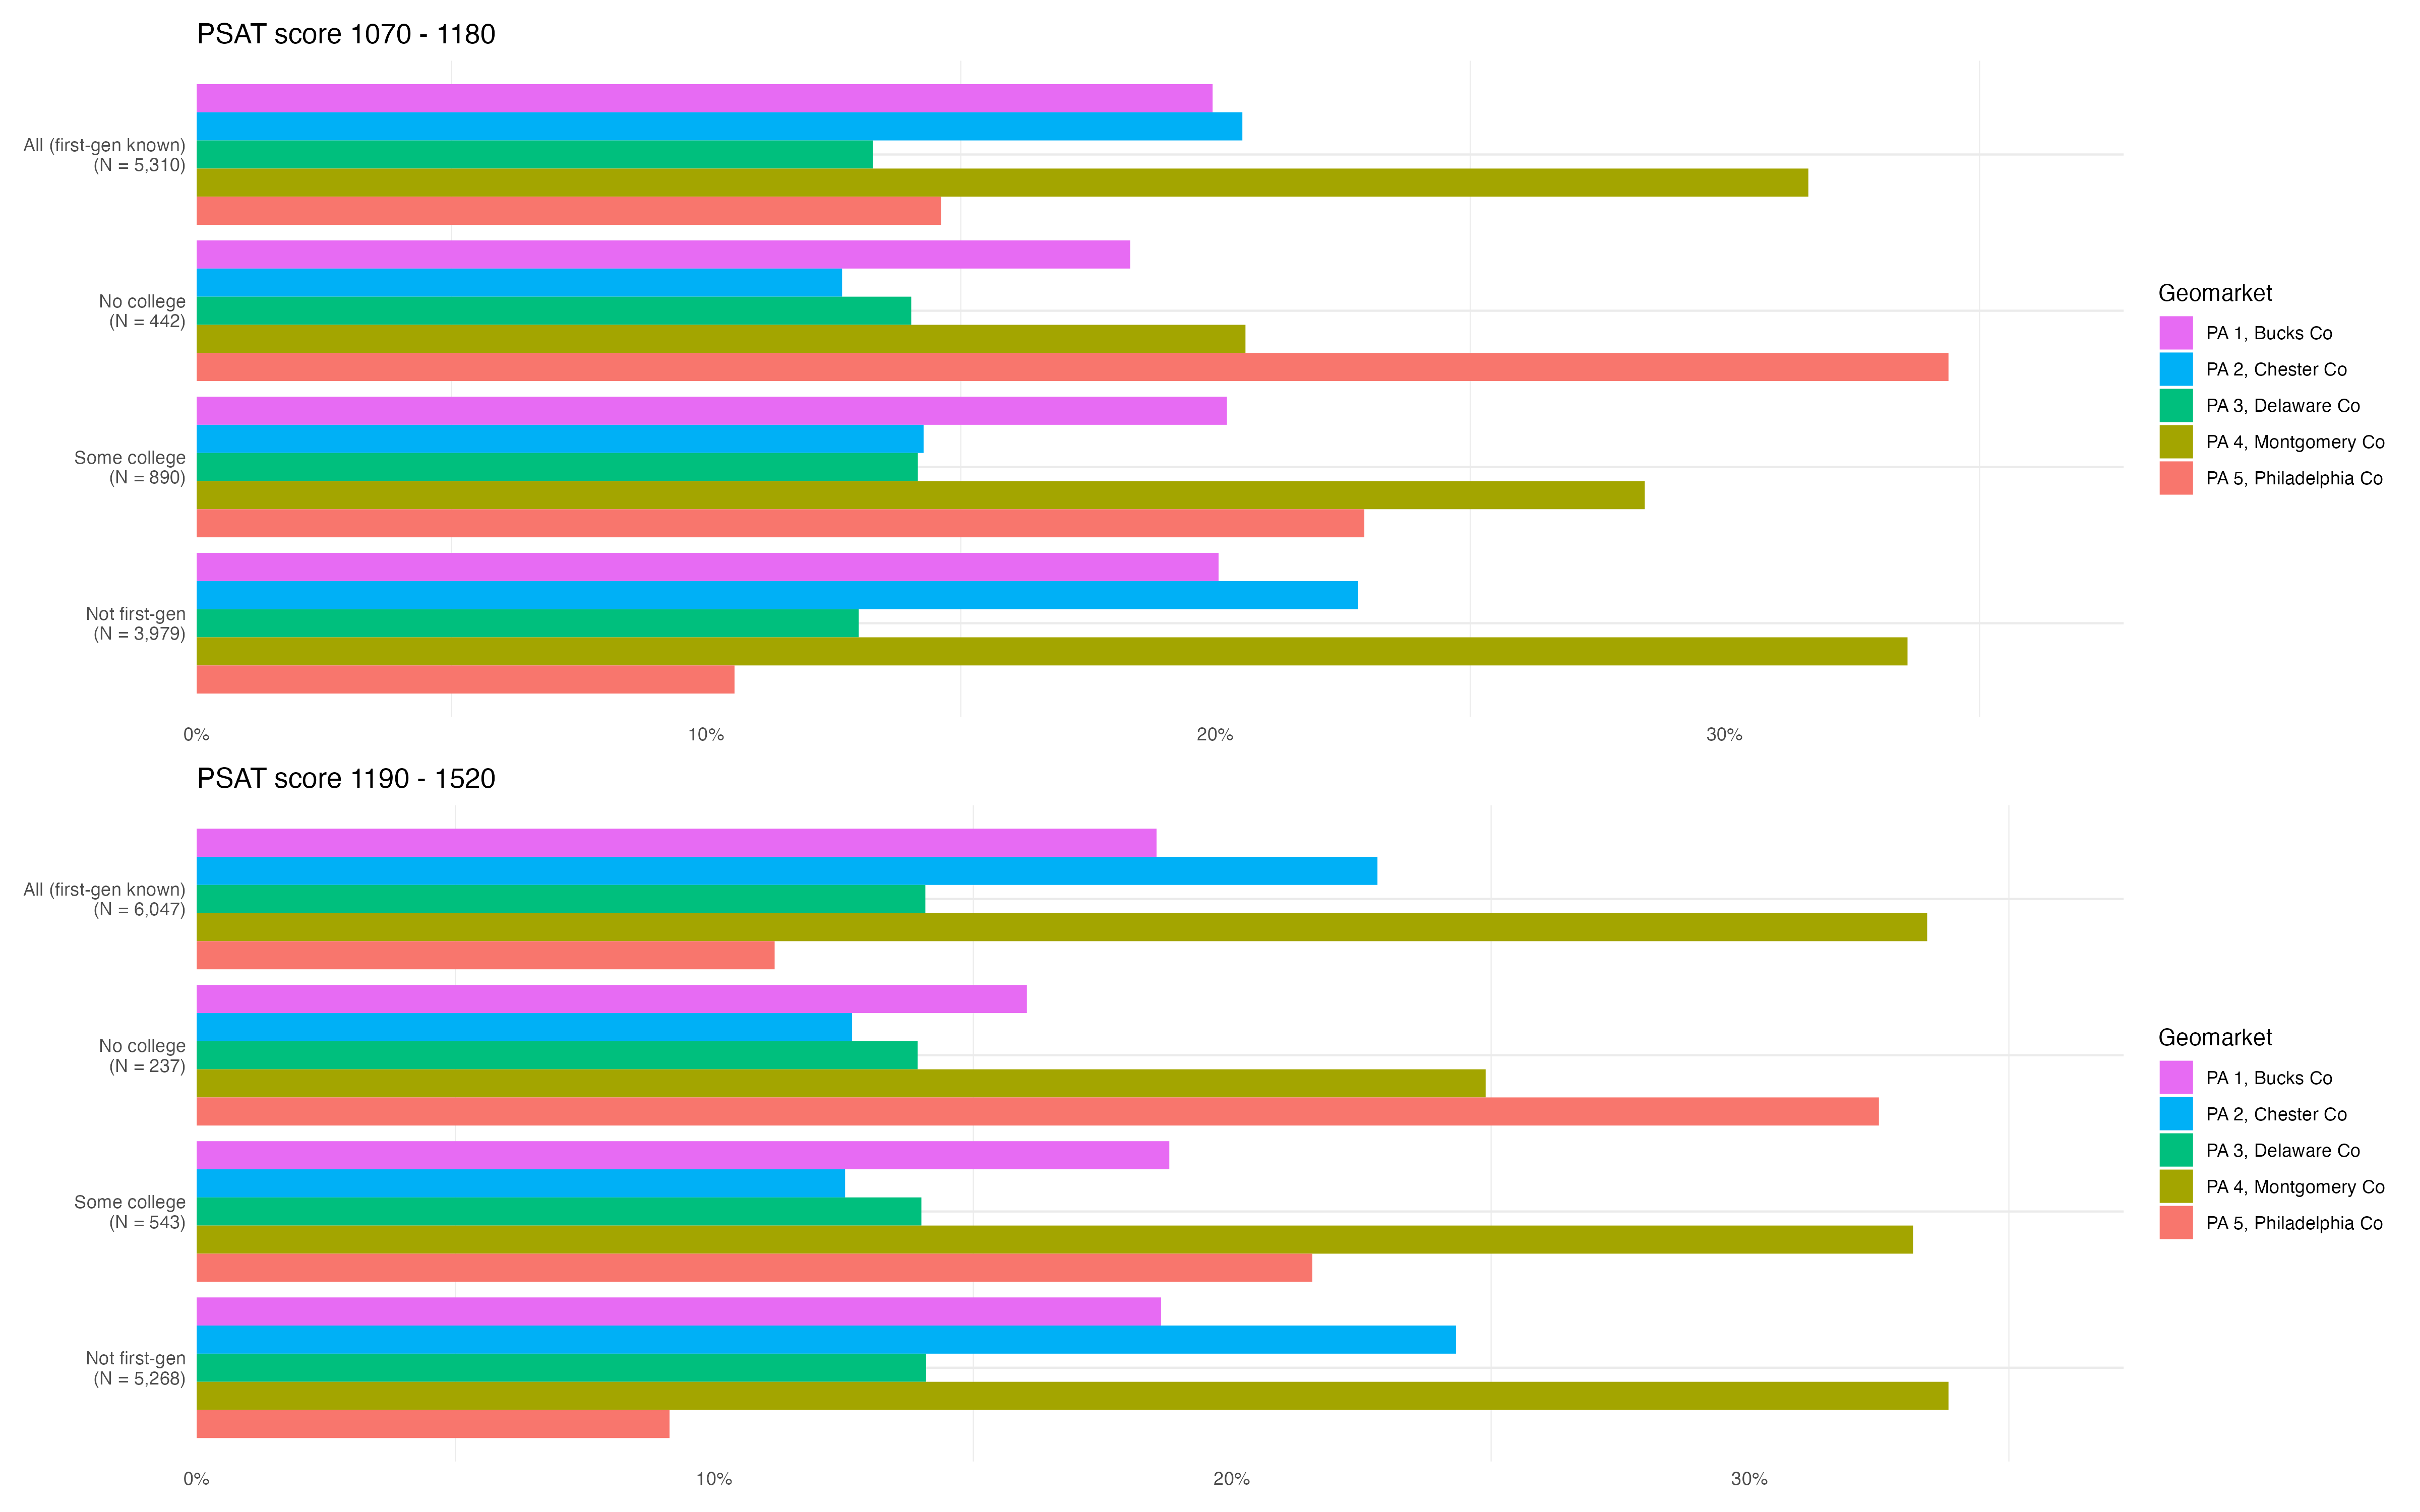 PSAT score 1070 - 1180
All (first-gen known)
(N = 5,310)
No college
(N = 442)
Some college
(N = 890)
Not first-gen
(N = 3,979)
0% 10% 20% 30%
Geomarket
PA 1, Bucks Co
PA 2, Chester Co
PA 3, Delaware Co
PA 4, Montgomery Co
PA 5, Philadelphia Co
PSAT score 1190 - 1520
All (first-gen known)
(N = 6,047)
No college
(N = 237)
Some college
(N = 543)
Not first-gen
(N = 5,268)
0% 10% 20% 30%
Geomarket
PA 1, Bucks Co
PA 2, Chester Co
PA 3, Delaware Co
PA 4, Montgomery Co
PA 5, Philadelphia Co